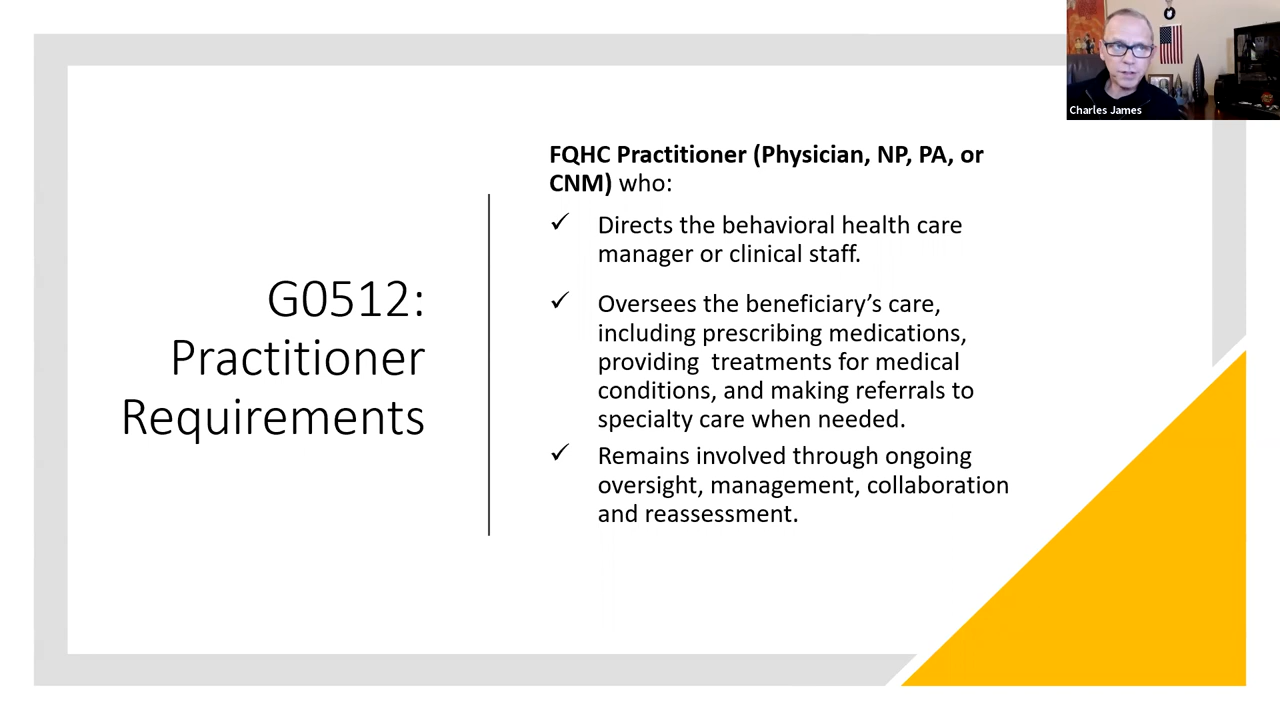 Charles James
G0512:
Practitioner
Requirements
FQHC Practitioner (Physician, NP, PA, or
CNM) who:
✓ Directs the behavioral health care
manager or clinical staff.
✓ Oversees the beneficiary’s care,
including prescribing medications,
providing  treatments for medical
conditions, and making referrals to
specialty care when needed.
✓ Remains involved through ongoing
oversight, management, collaboration
and reassessment.